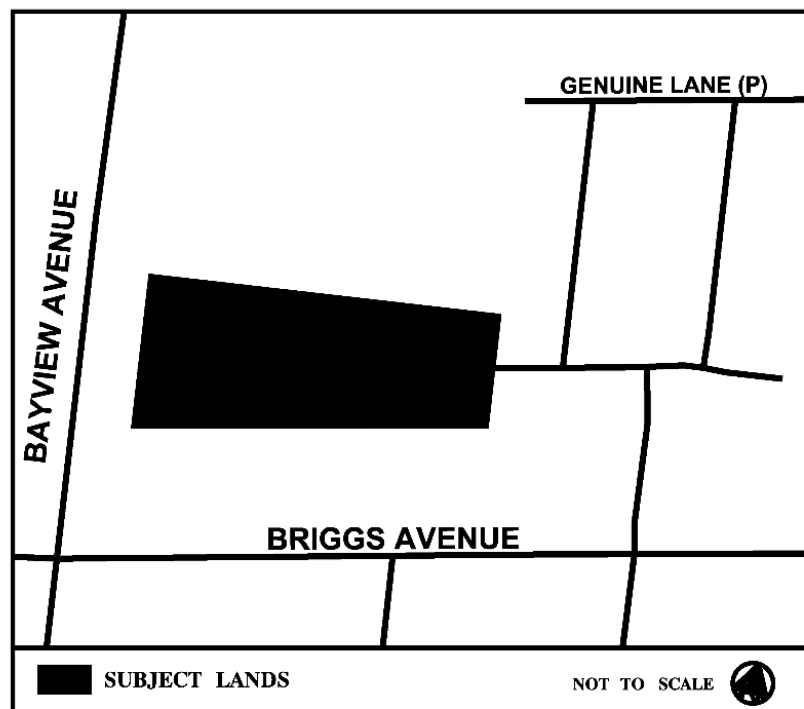 GENUINE LANE (P)
BAYVIEW AVENUE
BRIGGS AVENUE
SUBJECT LANDS
NOT TO SCALE